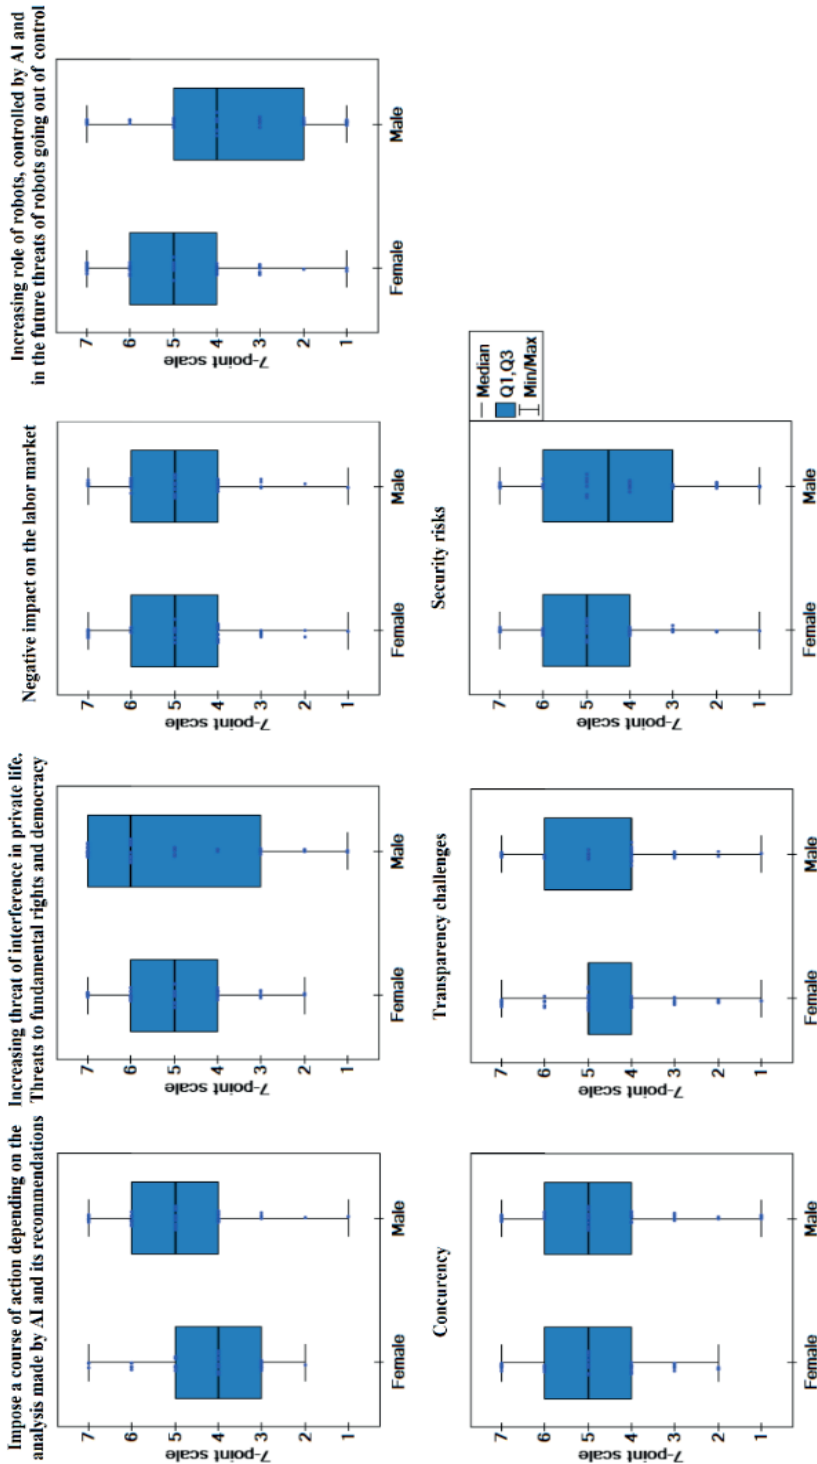 Impose a course of action depending on the
analysis made by AI and its recommendations
7-point scale
7
6
5
4
3
2
1
Female Male
Increasing threat of interference in private life.
Threats to fundamental rights and democracy
7-point scale
7
6
5
4
3
2
1
Female Male
Negative impact on the labor market
7-point scale
7
6
5
4
3
2
1
Female Male
Increasing role of robots, controlled by AI and
in the future threats of robots going out of control
7-point scale
7
6
5
4
3
2
1
Female Male
Concurency
7-point scale
7
6
5
4
3
2
1
Female Male
Transparency challenges
7-point scale
7
6
5
4
3
2
1
Female Male
Security risks
7-point scale
7
6
5
4
3
2
1
Female Male
Median
Q1,Q3
Min/Max